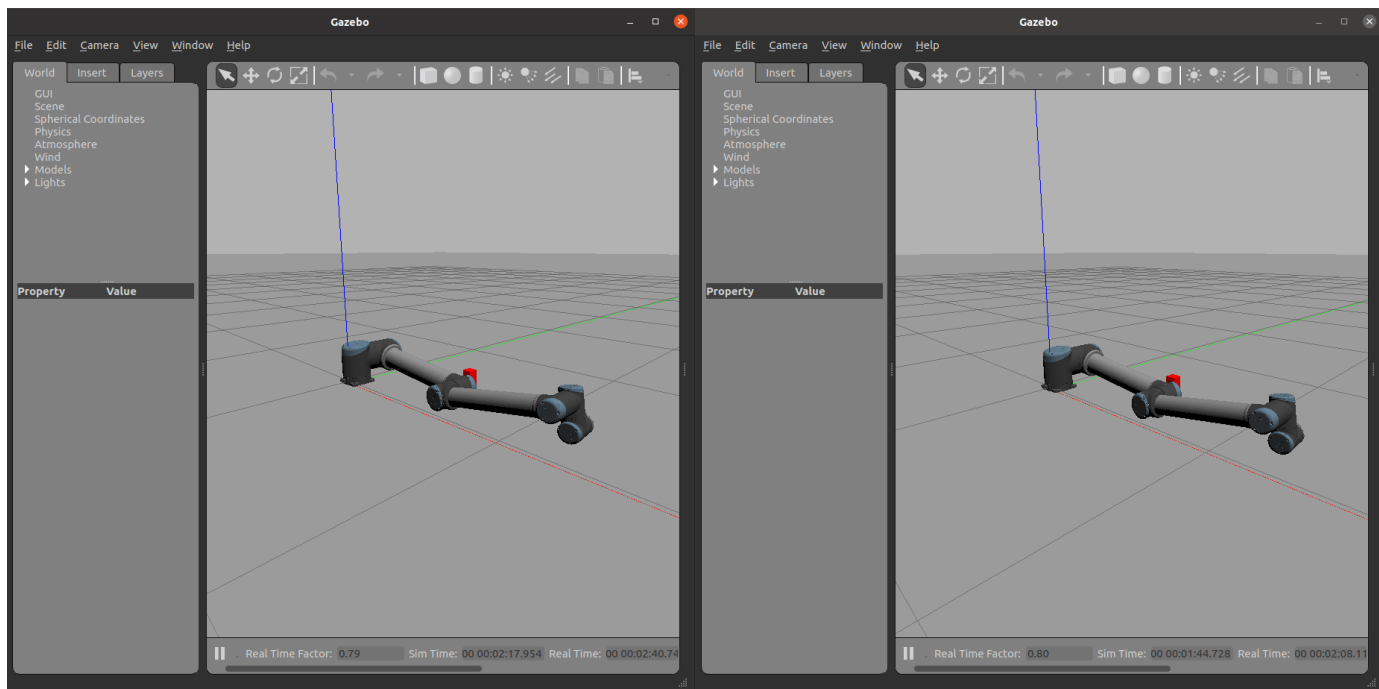 Gazebo
File Edit Camera View Window Help
World Insert Layers
GUI
Scene
Spherical Coordinates
Physics
Atmosphere
Wind
Models
Lights
Property Value
Real Time Factor: 0.79 Sim Time: 00 00:02:17.954 Real Time: 00 00:02:40.74
Gazebo
File Edit Camera View Window Help
World Insert Layers
GUI
Scene
Spherical Coordinates
Physics
Atmosphere
Wind
Models
Lights
Property Value
Real Time Factor: 0.80 Sim Time: 00 00:01:44.728 Real Time: 00 00:02:08.11